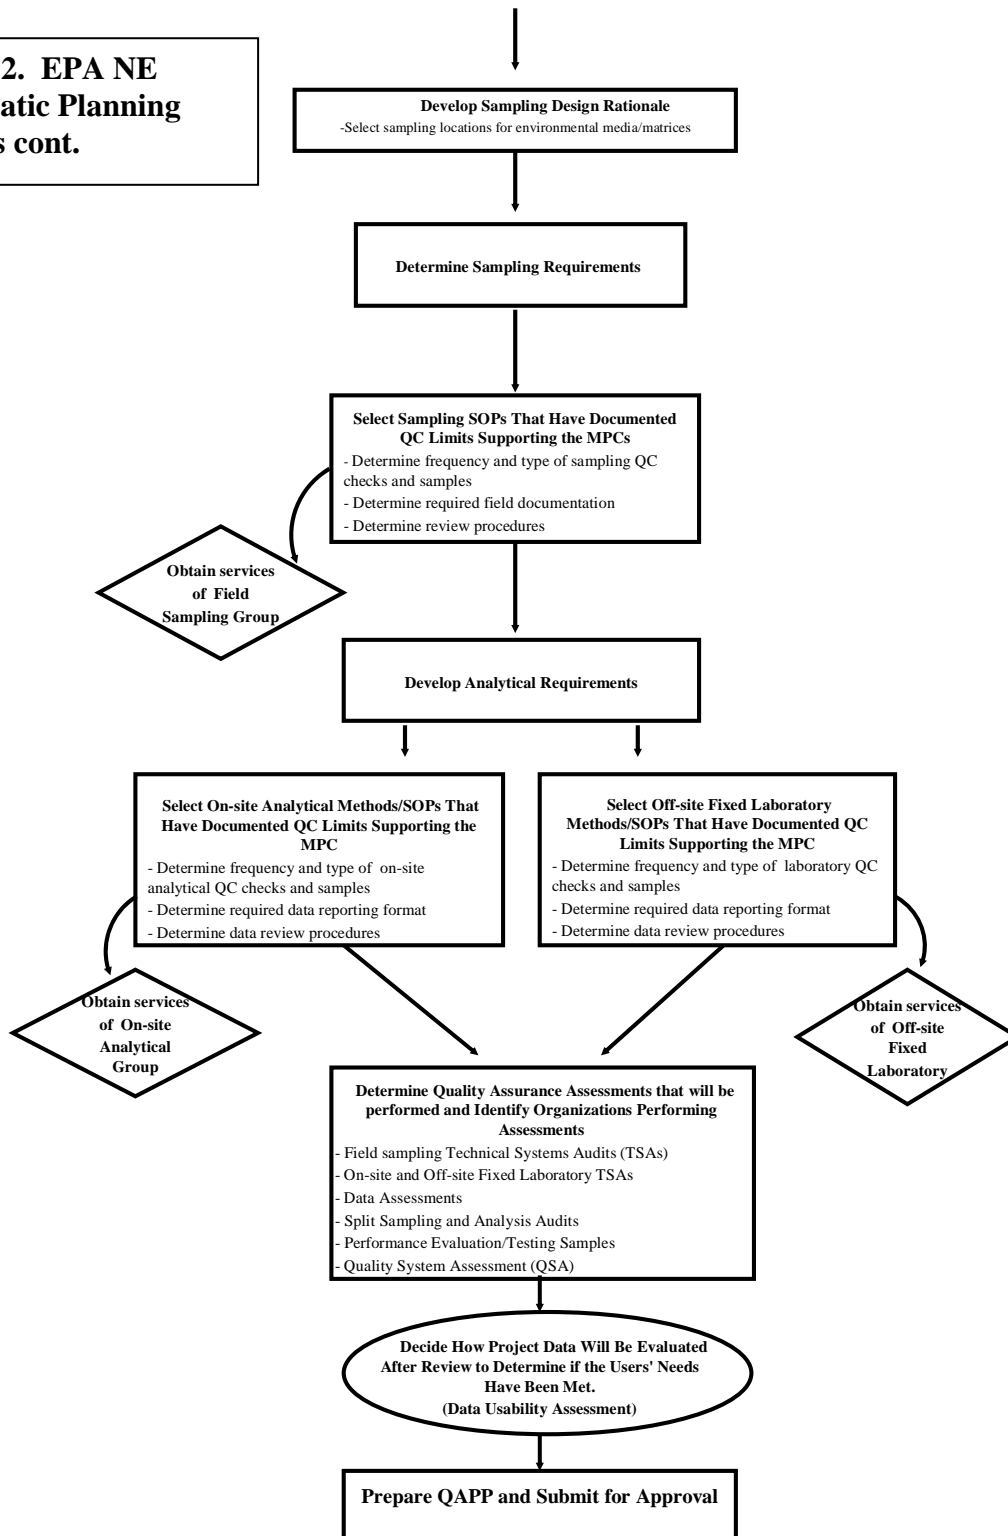 2. EPA NE
atic Planning
s cont.
Develop Sampling Design Rationale
-Select sampling locations for environmental media/matrices
Determine Sampling Requirements
Select Sampling SOPs That Have Documented
QC Limits Supporting the MPCs
- Determine frequency and type of sampling QC
checks and samples
- Determine required field documentation
- Determine review procedures
Obtain services
of Field
Sampling Group
Develop Analytical Requirements
Select On-site Analytical Methods/SOPs That
Have Documented QC Limits Supporting the
MPC
- Determine frequency and type of on-site
analytical QC checks and samples
- Determine required data reporting format
- Determine data review procedures
Select Off-site Fixed Laboratory
Methods/SOPs That Have Documented QC
Limits Supporting the MPC
- Determine frequency and type of laboratory QC
checks and samples
- Determine required data reporting format
- Determine data review procedures
Obtain services
of On-site
Analytical
Group
Obtain services
of Off-site
Fixed
Laboratory
Determine Quality Assurance Assessments that will be
performed and Identify Organizations Performing
Assessments
- Field sampling Technical Systems Audits (TSAs)
- On-site and Off-site Fixed Laboratory TSAs
- Data Assessments
- Split Sampling and Analysis Audits
- Performance Evaluation/Testing Samples
- Quality System Assessment (QSA)
Decide How Project Data Will Be Evaluated
After Review to Determine if the Users' Needs
Have Been Met.
(Data Usability Assessment)
Prepare QAPP and Submit for Approval